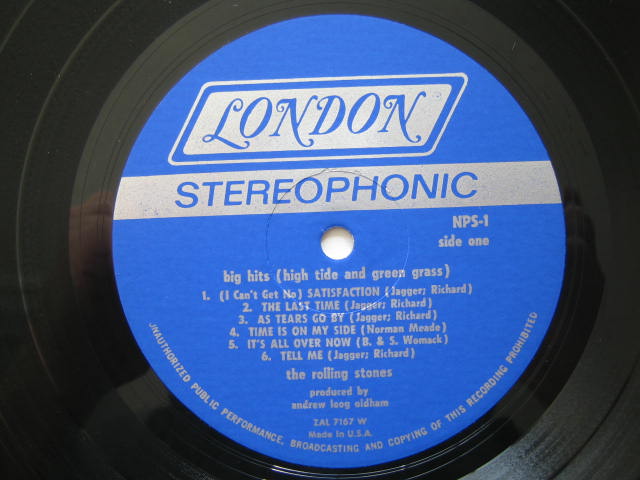 LONDON
STEREOPHONIC
NPS-1
side one
big hits (high tide and green grass)
1. (I Can't Get No) SATISFACTION (Jagger; Richard)
2. THE LAST TIME (Jagger; Richard)
3. AS TEARS GO BY (Jagger; Richard)
4. TIME IS ON MY SIDE (Norman Meade)
5. IT'S ALL OVER NOW (B. & S. Womack)
6. TELL ME (Jagger; Richard)
the rolling stones
produced by
andrew loog oldham
ZAL 7167 W
Made in U.S.A.
UNAUTHORIZED PUBLIC PERFORMANCE, BROADCASTING AND COPYING OF THIS RECORDING PROHIBITED